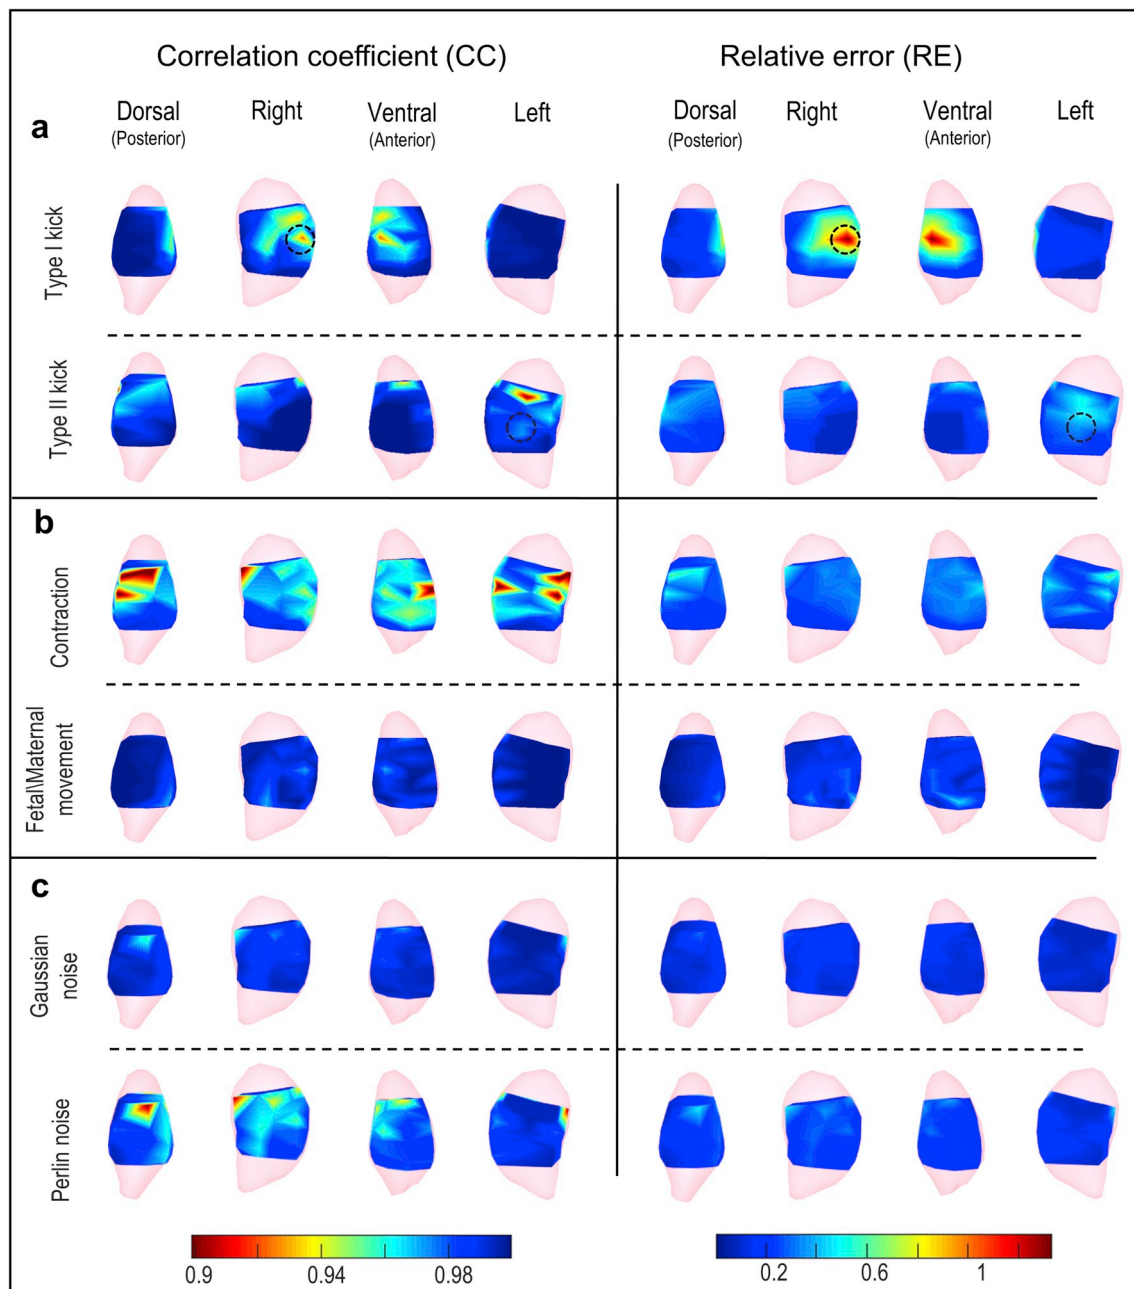 Correlation coefficient (CC)
Relative error (RE)
a
Dorsal
(Posterior)
Right
Ventral
(Anterior)
Left
Dorsal
(Posterior)
Right
Ventral
(Anterior)
Left
Type I kick
Type II kick
b
Contraction
Fetal\Maternal
movement
c
Gaussian
noise
Perlin noise
0.9
0.94
0.98
0.2
0.6
1